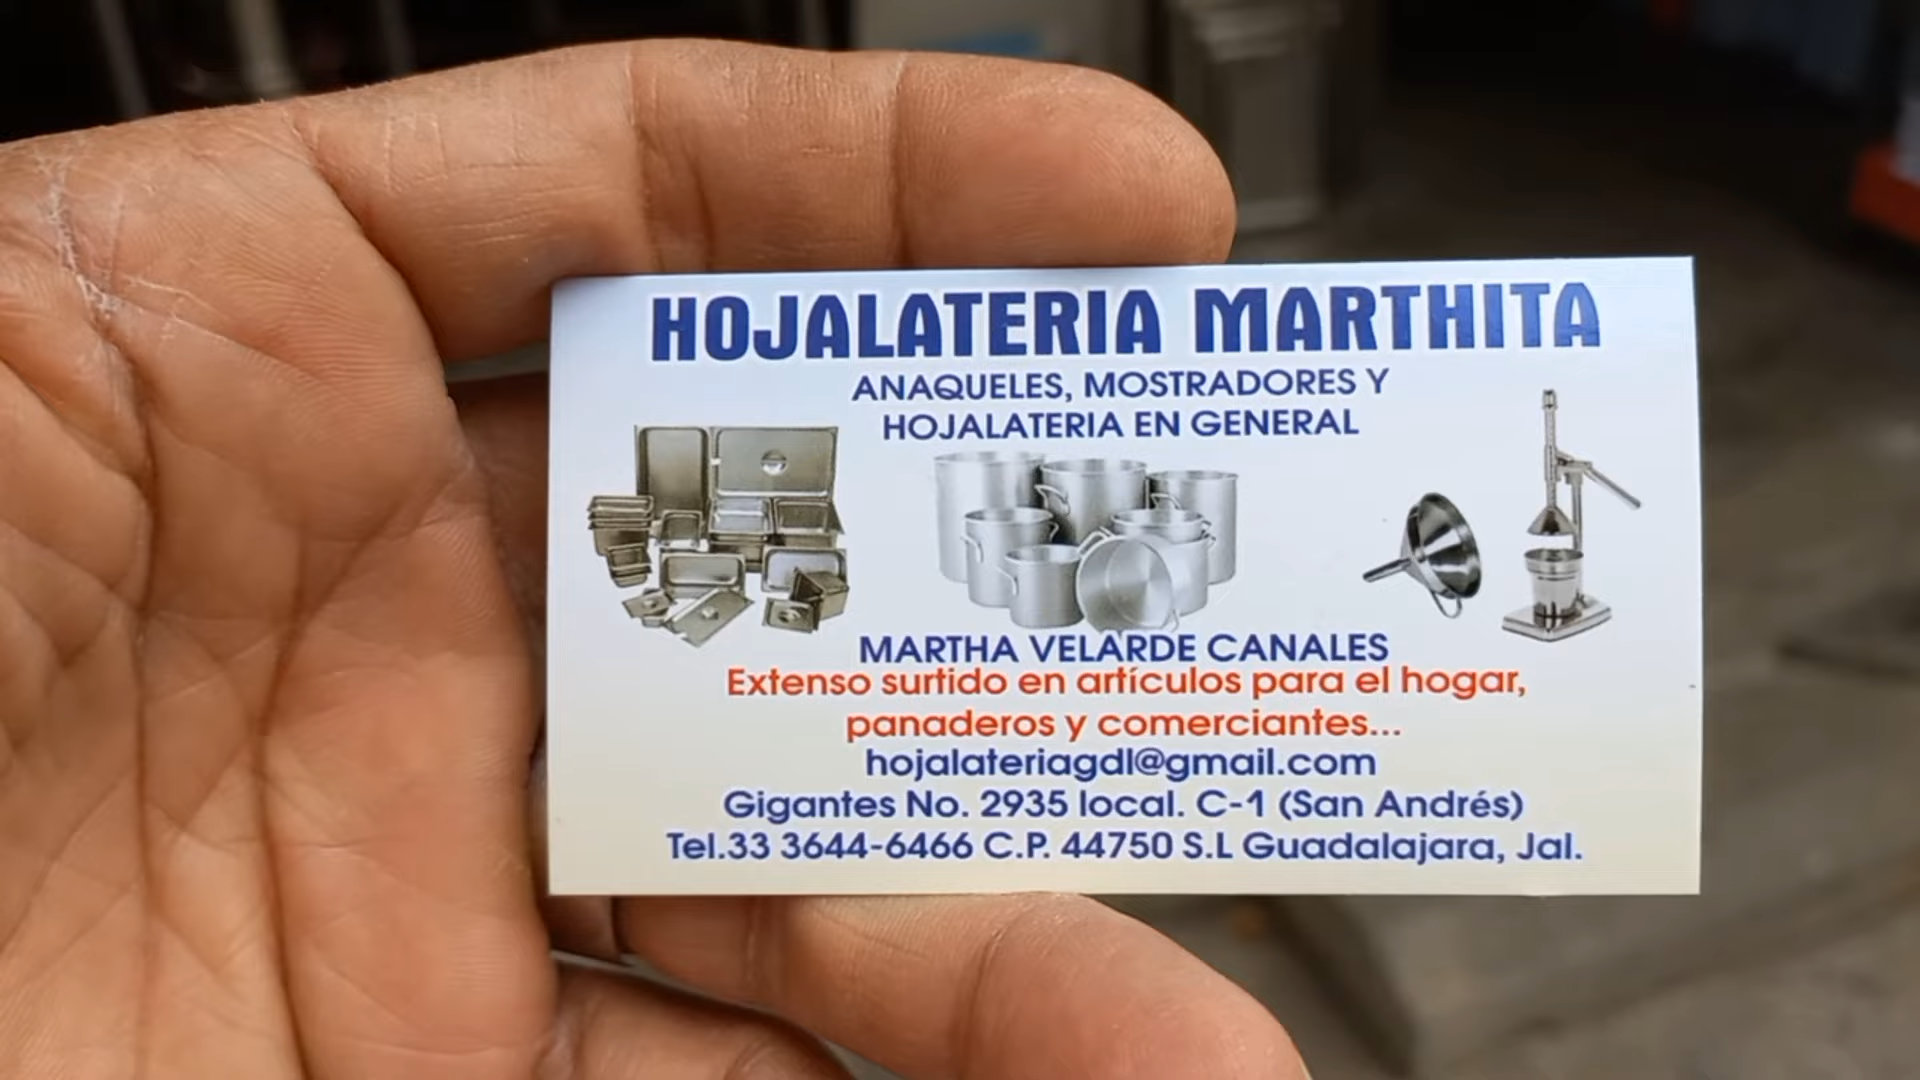 HOJALATERIA MARTHITA
ANAQUELES, MOSTRADORES Y
HOJALATERIA EN GENERAL
MARTHA VELARDE CANALES
Extenso surtido en artículos para el hogar,
panaderos y comerciantes...
hojalateriagdl@gmail.com
Gigantes No. 2935 local. C-1 (San Andrés)
Tel.33 3644-6466 C.P. 44750 S.L Guadalajara, Jal.